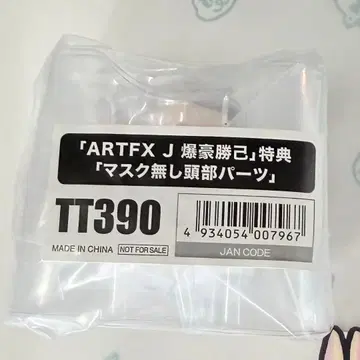 「ARTFX J 爆豪勝己」特典
「マスク無し頭部パーツ」
TT390
MADE IN CHINA NOT FOR SALE
4 934054 007967
JAN CODE